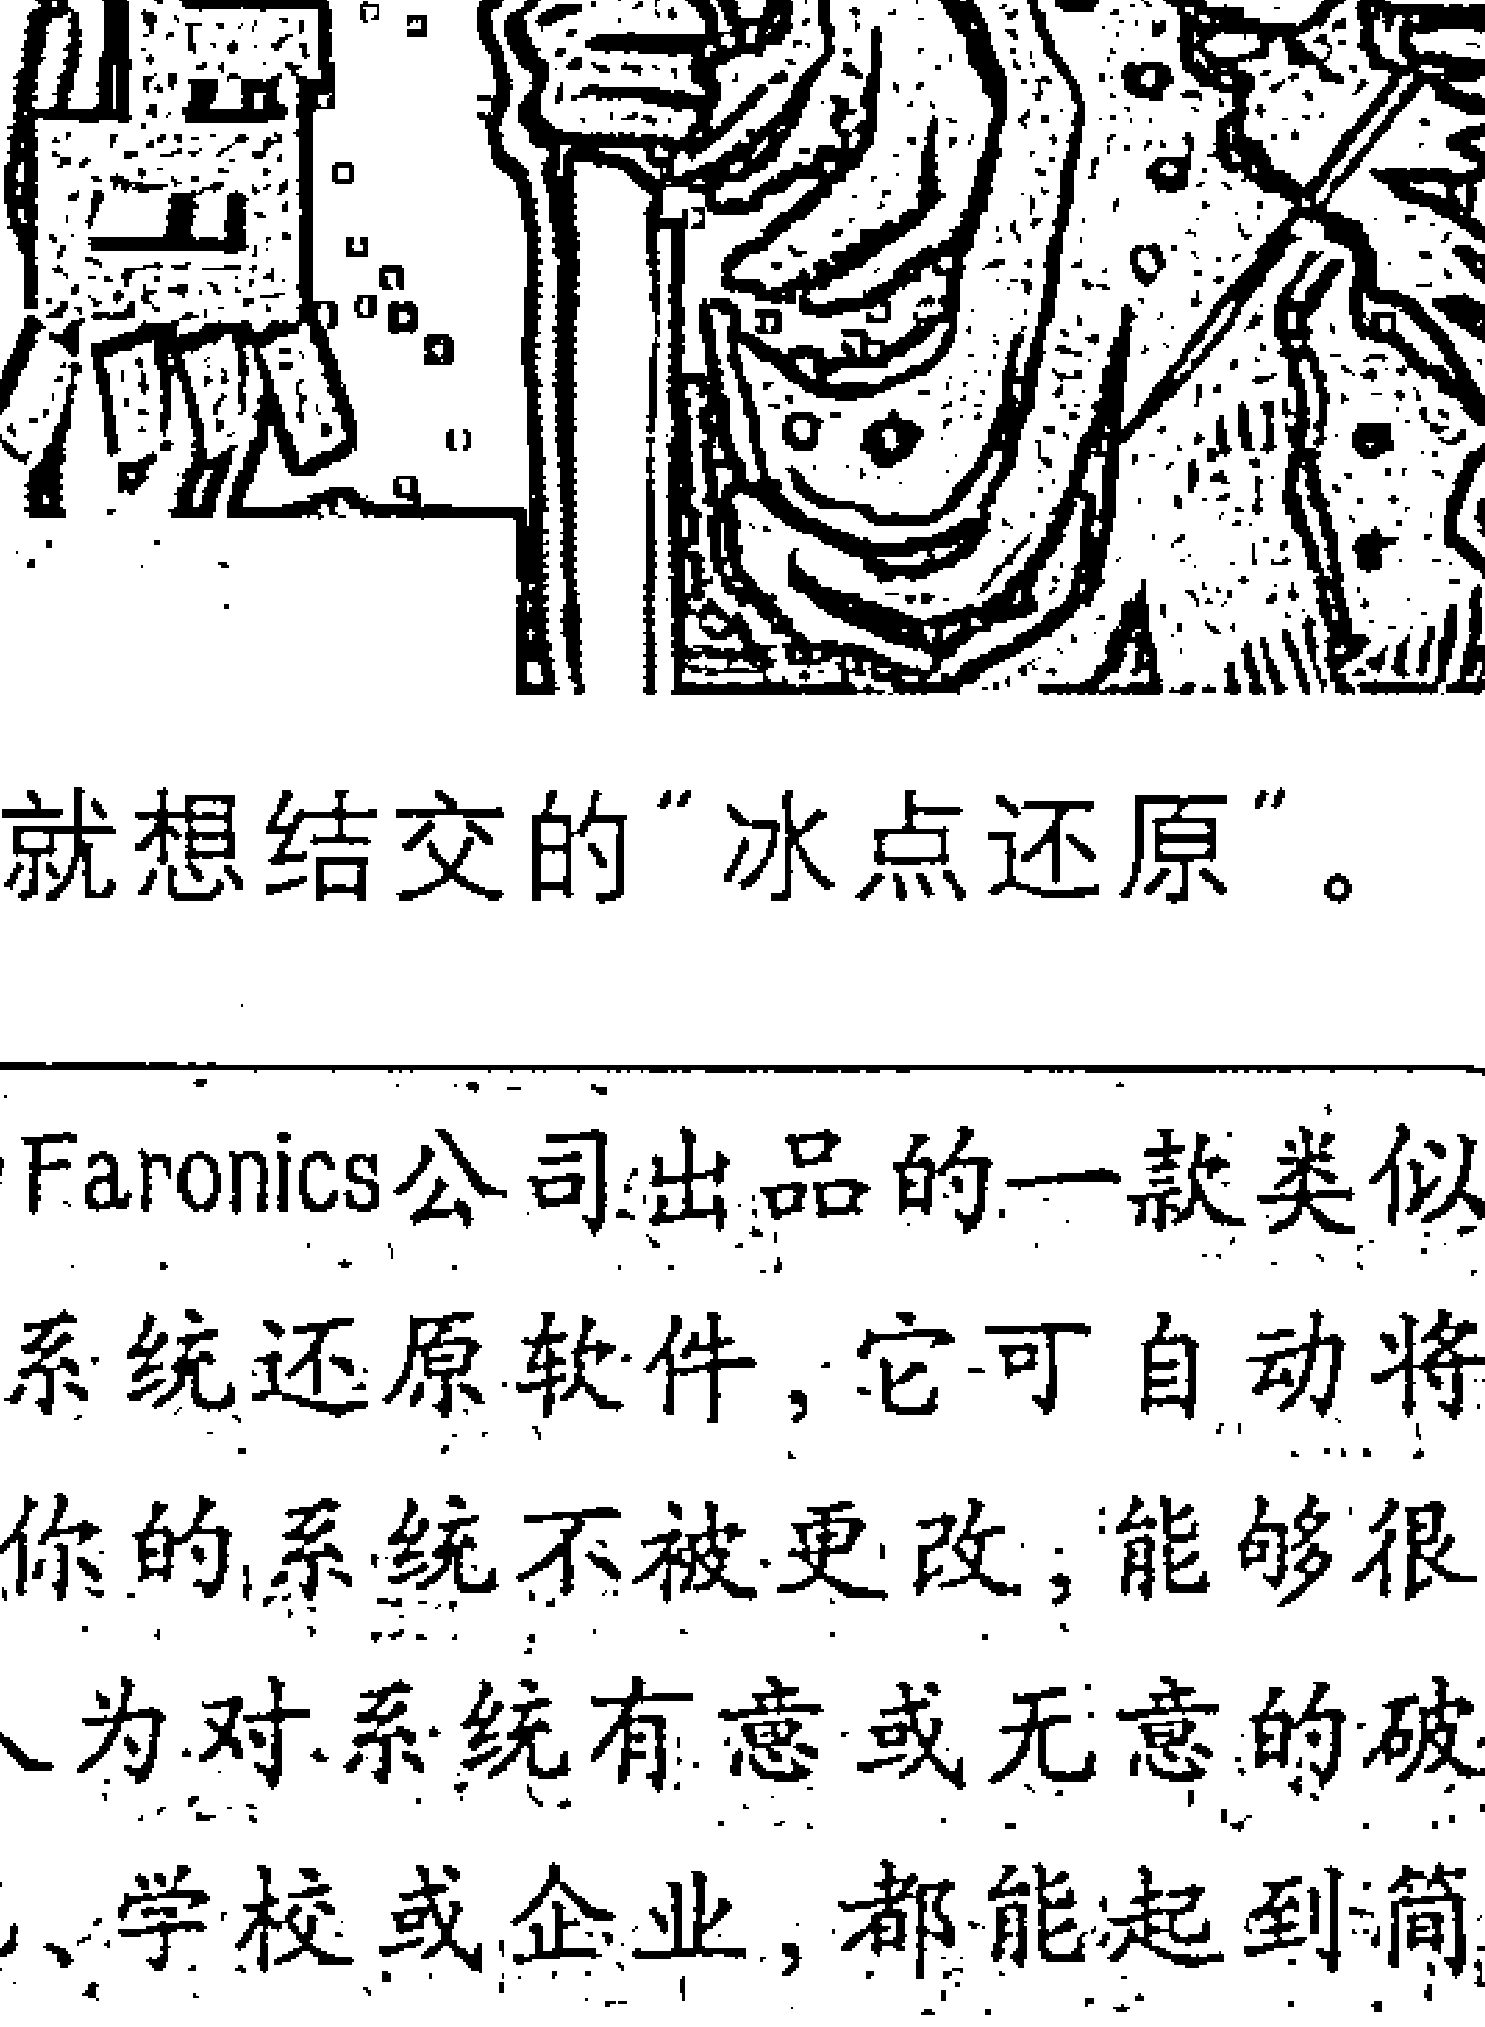 就想结交的“冰点还原”。
Faronics公司出品的一款类似
系统还原软件，它可自动将
你的系统不被更改；能够很
为对系统有意或无意的破
、学校或企业，都能起到简